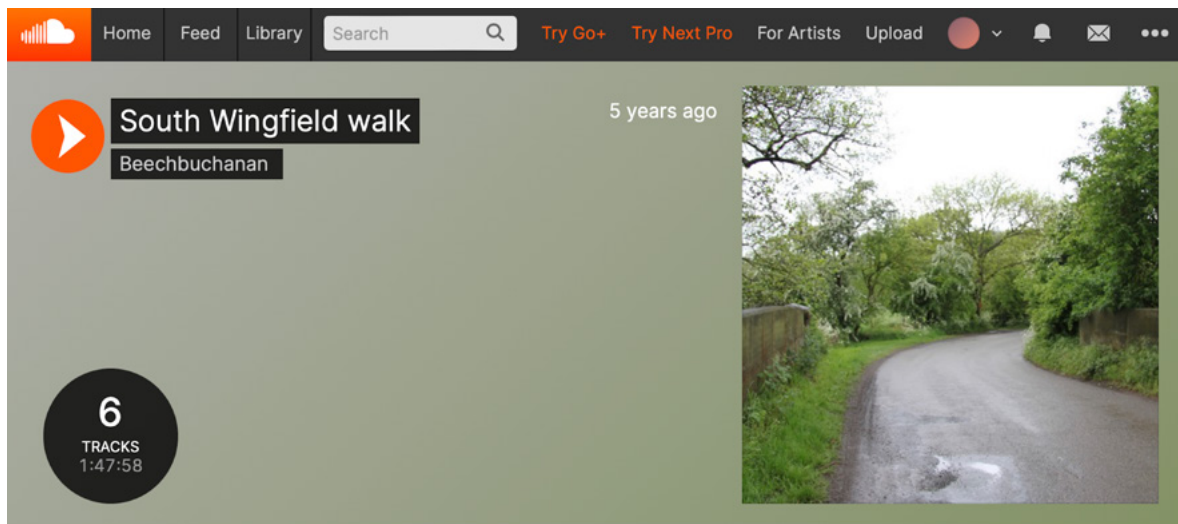 Home Feed Library Search Try Go+ Try Next Pro For Artists Upload
South Wingfield walk
5 years ago
Beechbuchanan
6
TRACKS
1:47:58